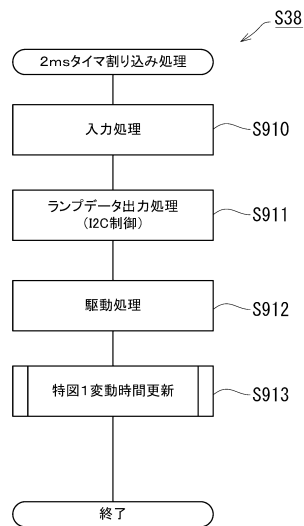 S38
2msタイマ割り込み処理
入力処理
S910
ランプデータ出力処理
(I2C制御)
S911
駆動処理
S912
特図1変動時間更新
S913
終了